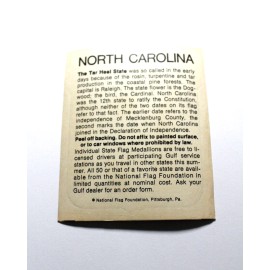 NORTH CAROLINA
The Tar Heel State was so called in the early
days because of the rosin, turpentine and tar
production in the coastal pine forests. The
capital is Raleigh. The state flower is the Dog-
wood; the bird, the Cardinal. North Carolina
was the 12th state to ratify the Constitution,
although neither of the two dates on its flag
refer to that fact. The earlier date refers to the
independence of Mecklenburg County, the
second marks the date when North Carolina
joined in the Declaration of Independence.
Peel off backing. Do not affix to painted surface,
or to car windows where prohibited by law.
Individual State Flag Medallions are free to li-
censed drivers at participating Gulf service
stations as you travel in other states this sum-
mer. All 50 or that of a favorite state are avail-
able from the National Flag Foundation in
limited quantities at nominal cost. Ask your
Gulf dealer for an order form.
© National Flag Foundation, Pittsburgh, Pa.